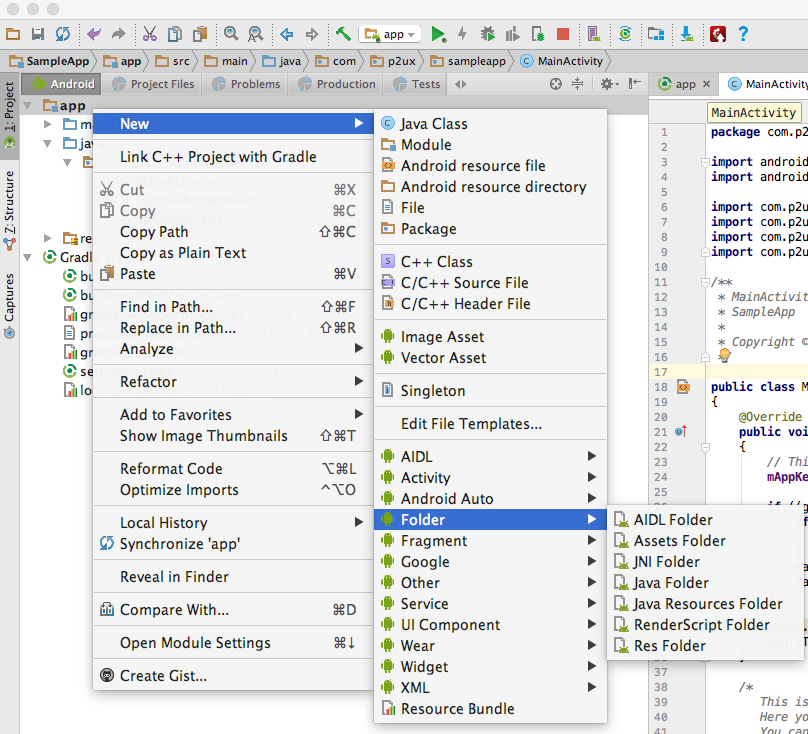 app
SampleApp
app
src
main
java
com
p2ux
sampleapp
MainActivity
Android
Project Files
Problems
Production
Tests
app
MainActivity
1: Project
Z: Structure
Captures
app
New
Link C++ Project with Gradle
Cut ⌘X
Copy ⌘C
Copy Path ⇧⌘C
Copy as Plain Text
Paste ⌘V
Find in Path... ⇧⌘F
Replace in Path... ⇧⌘R
Analyze
Refactor
Add to Favorites
Show Image Thumbnails ⇧⌘T
Reformat Code ⌥⌘L
Optimize Imports ^⌥O
Local History
Synchronize 'app'
Reveal in Finder
Compare With... ⌘D
Open Module Settings ⌘↓
Create Gist...
Java Class
Module
Android resource file
Android resource directory
File
Package
C++ Class
C/C++ Source File
C/C++ Header File
Image Asset
Vector Asset
Singleton
Edit File Templates...
AIDL
Activity
Android Auto
Folder
Fragment
Google
Other
Service
UI Component
Wear
Widget
XML
Resource Bundle
AIDL Folder
Assets Folder
JNI Folder
Java Folder
Java Resources Folder
RenderScript Folder
Res Folder
MainActivity
1 package com.p2
2
3 import android
4 import android
5
6 import com.p2u
7 import com.p2u
8 import com.p2u
9 import com.p2u
10
11 /**
12 * MainActivit
13 * SampleApp
14 *
15 * Copyright ©
16
17
18 public class M
19 {
20 @Override
21 public voi
22 {
23 // Thi
24 mAppKe
25
37
38 /*
39 This is
40 Here yo
41 You can